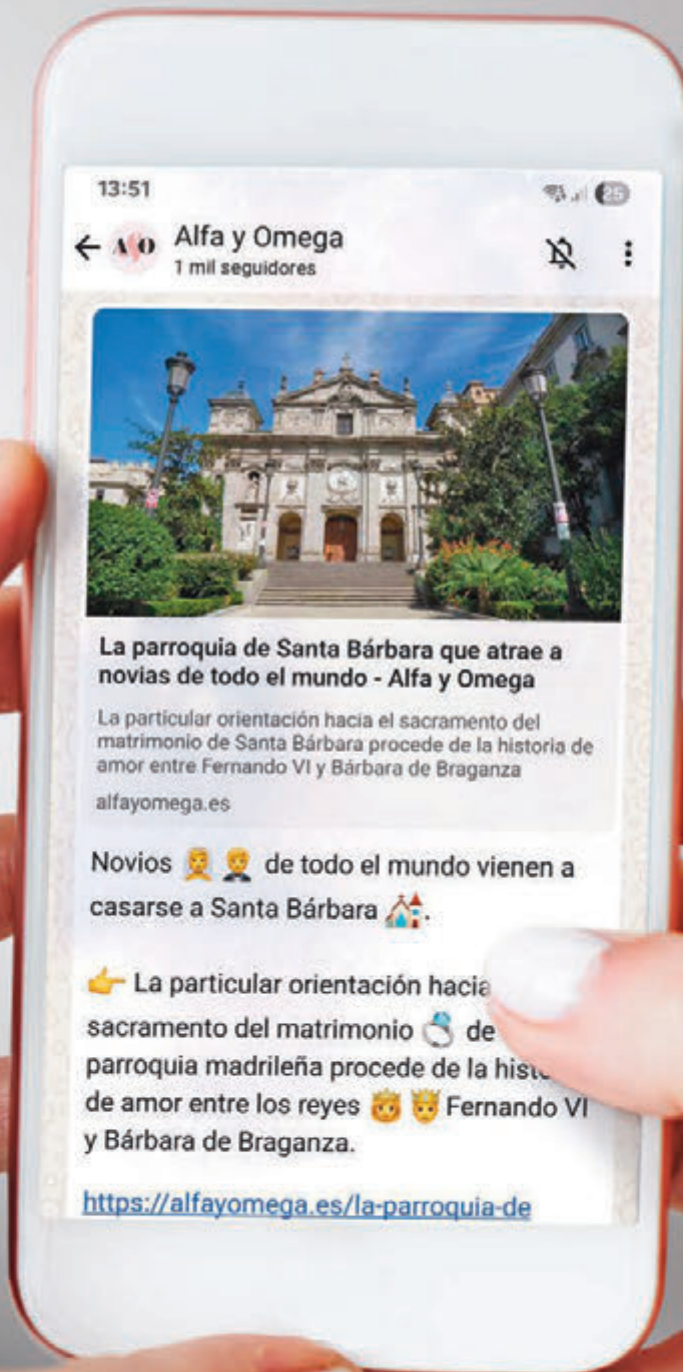 13:51
25
A&O Alfa y Omega
1 mil seguidores
La parroquia de Santa Bárbara que atrae a
novias de todo el mundo - Alfa y Omega
La particular orientación hacia el sacramento del
matrimonio de Santa Bárbara procede de la historia de
amor entre Fernando VI y Bárbara de Braganza
alfayomega.es
Novios 👰 🤵 de todo el mundo vienen a
casarse a Santa Bárbara 💒.
👉 La particular orientación hacia
sacramento del matrimonio 💍 de
parroquia madrileña procede de la
de amor entre los reyes 👸 🤴 Fernando VI
y Bárbara de Braganza.
https://alfayomega.es/la-parroquia-de